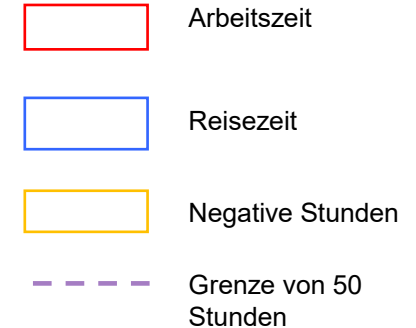 Arbeitszeit
Reisezeit
Negative Stunden
Grenze von 50
Stunden